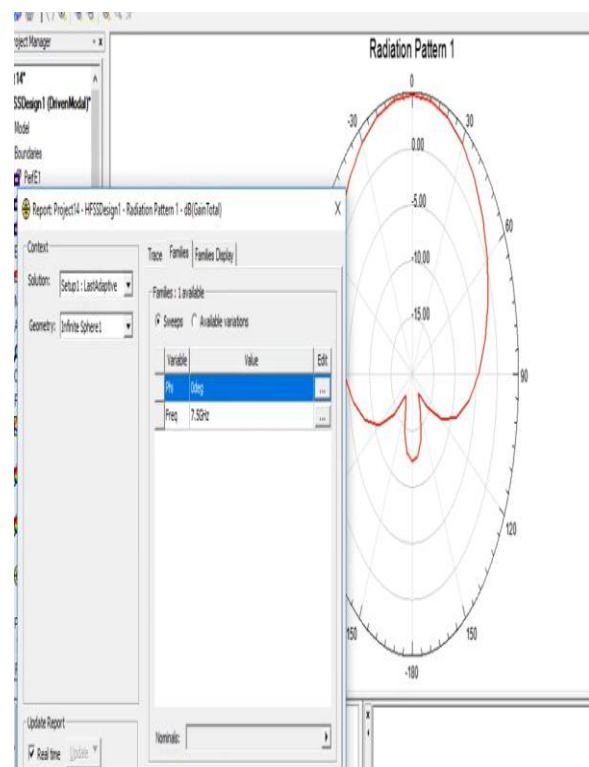 oject Manager
Radiation Pattern 1
14*
SSDesign1 (DrivenModal)*
Model
Boundaries
PerfE1
0
-30
30
0.00
-5.00
60
-10.00
-15.00
90
120
150
150
-180
Report: Project14 - HFSSDesign1 - Radiation Pattern 1 - dB(GainTotal)
X
Context
Solution: Setup1 : LastAdaptive
Geometry: Infinite Sphere1
Trace Families Families Display
Families : 1 available
Sweeps Available variations
Variable Value Edit
Phi 0deg ...
Freq 7.5GHz ...
Nominals:
Update Report
Real time Update